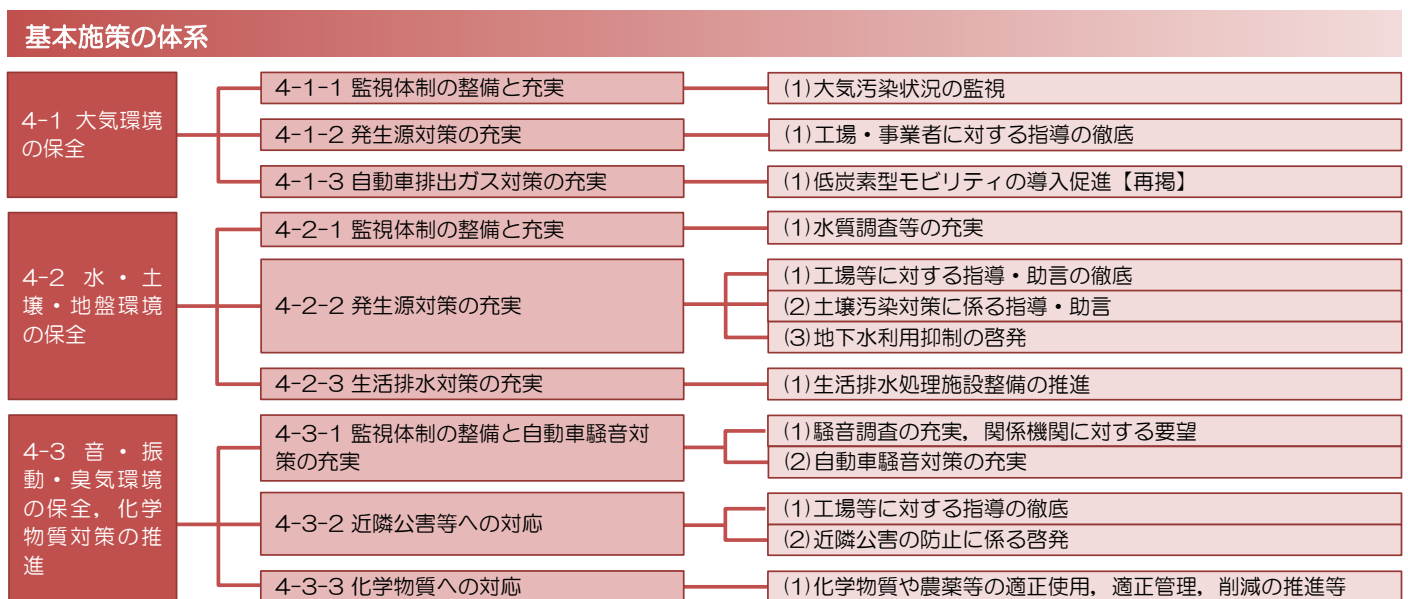 基本施策の体系
4-1 大気環境
の保全
4-1-1 監視体制の整備と充実
(1)大気汚染状況の監視
4-1-2 発生源対策の充実
(1)工場・事業者に対する指導の徹底
4-1-3 自動車排出ガス対策の充実
(1)低炭素型モビリティの導入促進【再掲】
4-2 水・土
壌・地盤環境
の保全
4-2-1 監視体制の整備と充実
(1)水質調査等の充実
4-2-2 発生源対策の充実
(1)工場等に対する指導・助言の徹底
(2)土壌汚染対策に係る指導・助言
(3)地下水利用抑制の啓発
4-2-3 生活排水対策の充実
(1)生活排水処理施設整備の推進
4-3 音・振
動・臭気環境
の保全，化学
物質対策の推
進
4-3-1 監視体制の整備と自動車騒音対
策の充実
(1)騒音調査の充実，関係機関に対する要望
(2)自動車騒音対策の充実
4-3-2 近隣公害等への対応
(1)工場等に対する指導の徹底
(2)近隣公害の防止に係る啓発
4-3-3 化学物質への対応
(1)化学物質や農薬等の適正使用，適正管理，削減の推進等